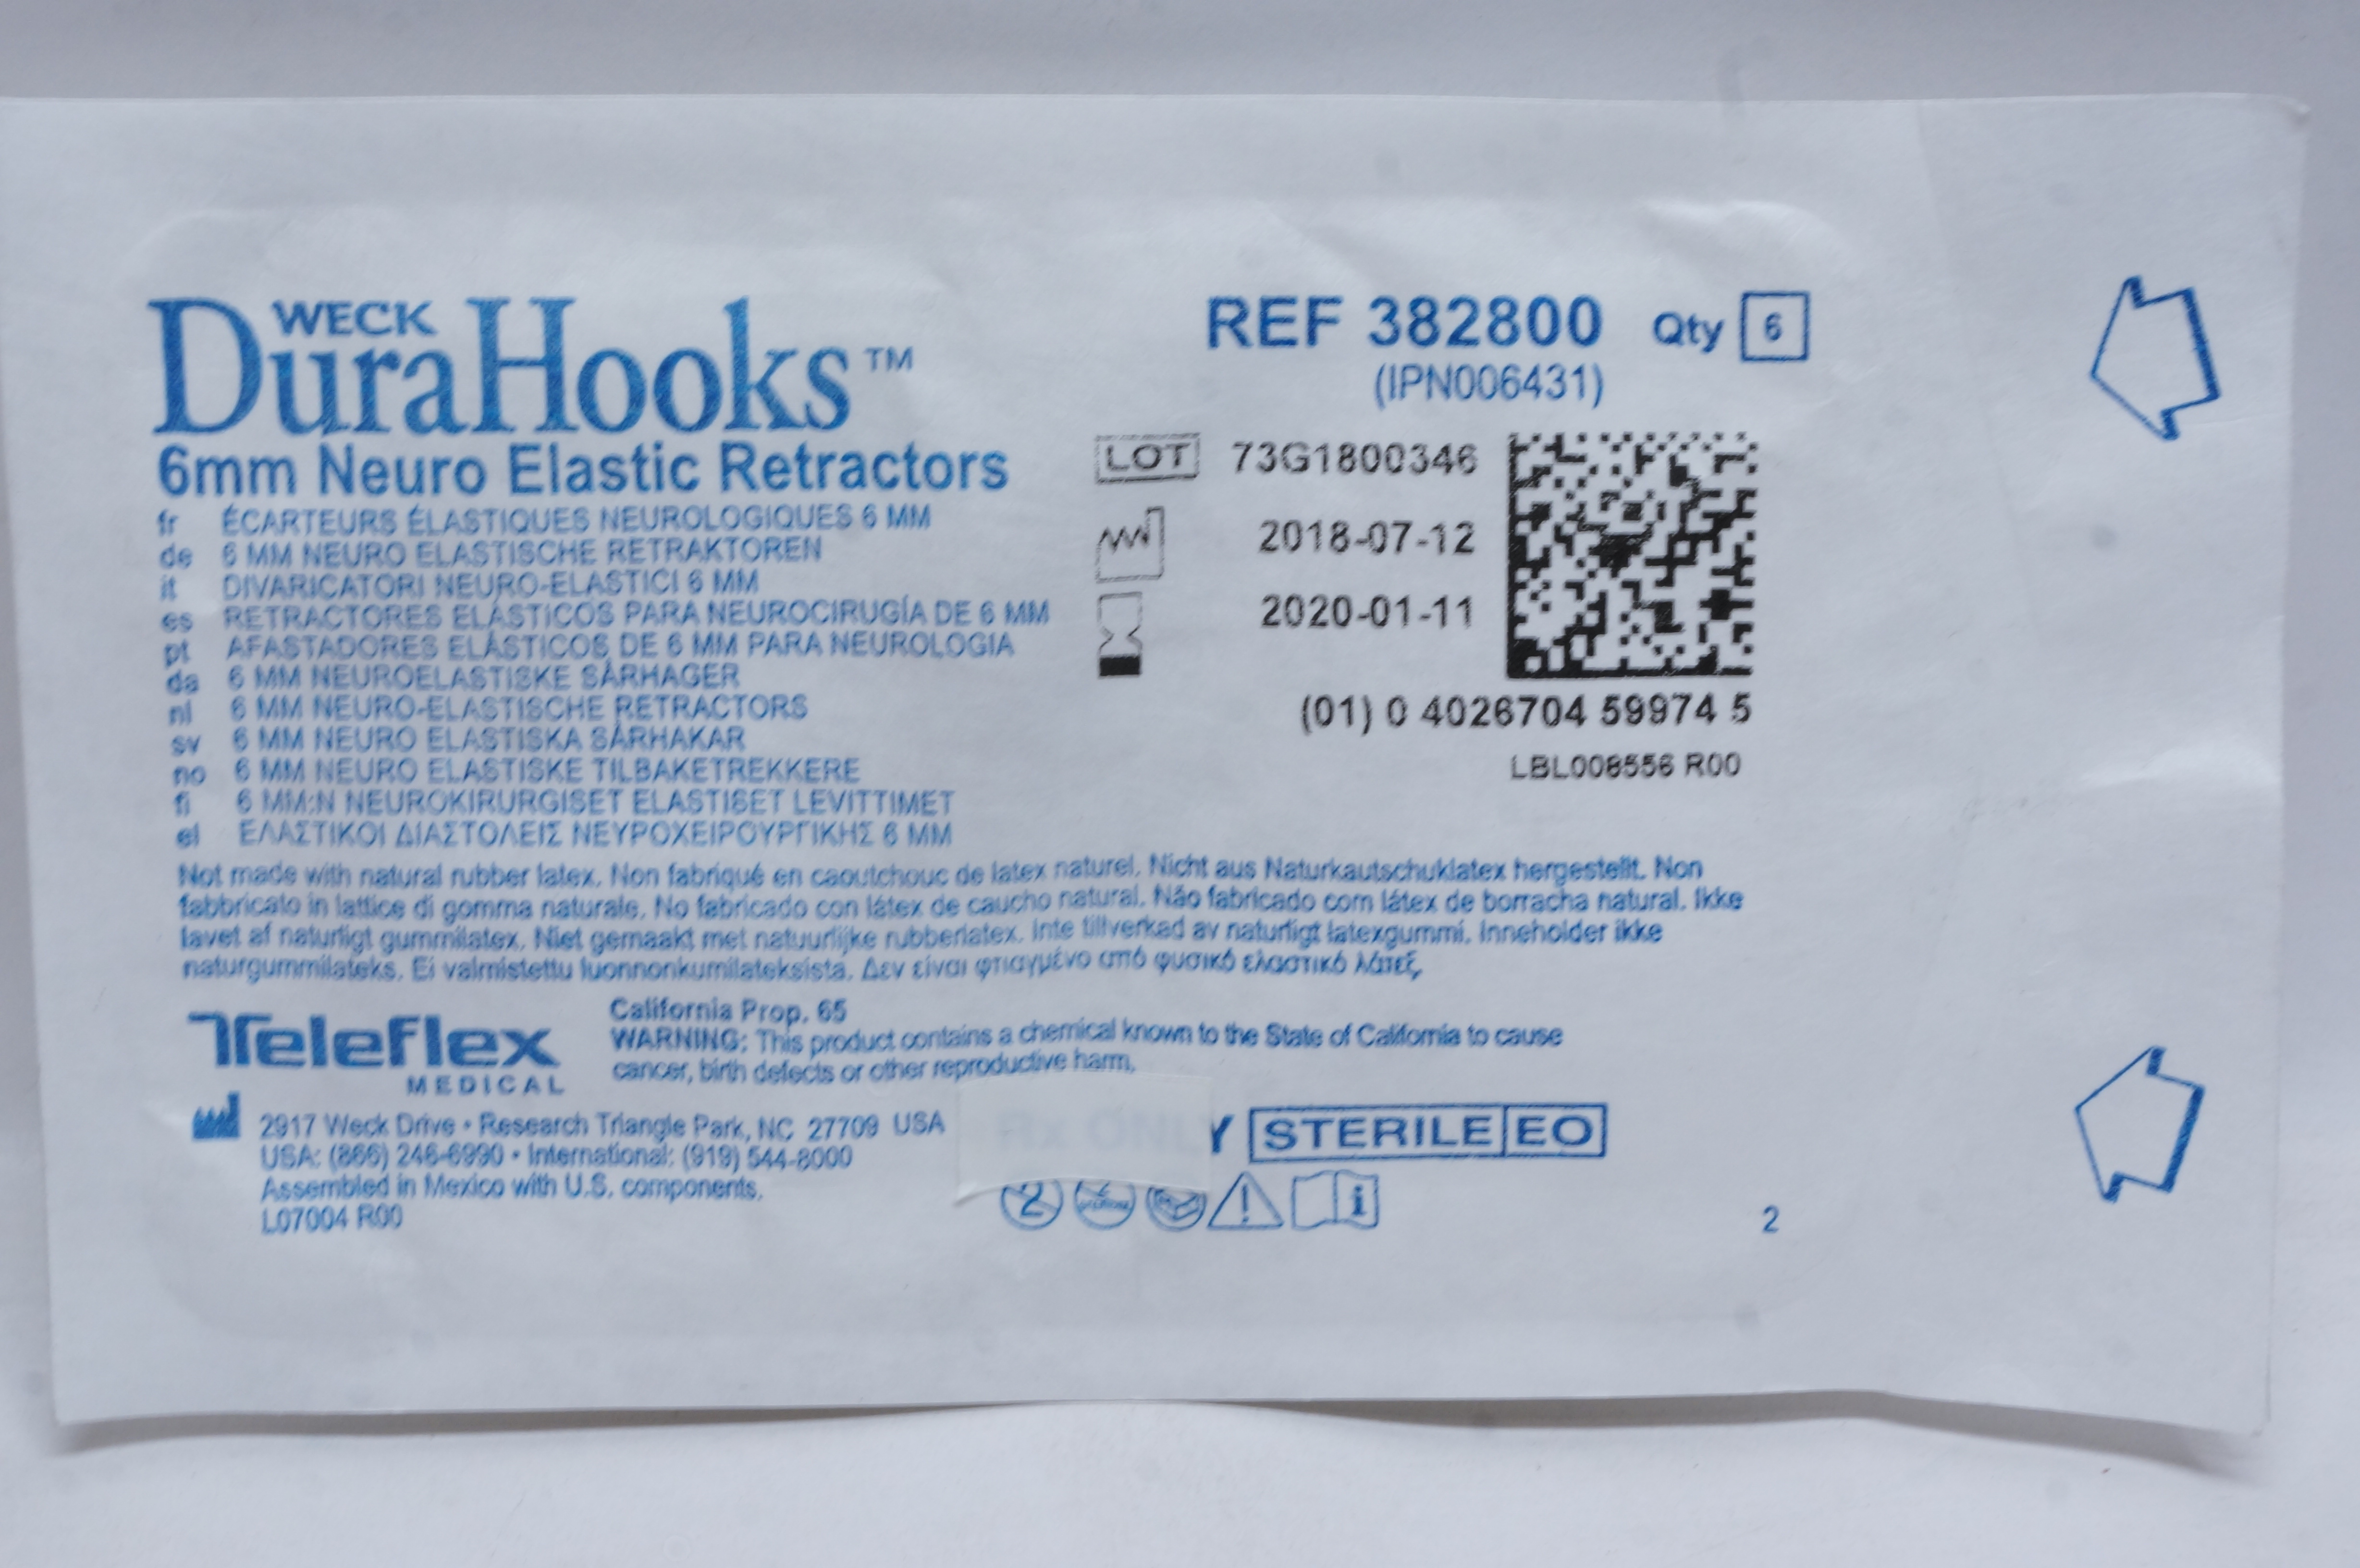 WECK
DuraHooks™
6mm Neuro Elastic Retractors
fr ÉCARTEURS ÉLASTIQUES NEUROLOGIQUES 6 MM
de 6 MM NEURO ELASTISCHE RETRAKTOREN
it DIVARICATORI NEURO-ELASTICI 6 MM
es RETRACTORES ELÁSTICOS PARA NEUROCIRUGÍA DE 6 MM
pt AFASTADORES ELÁSTICOS DE 6 MM PARA NEUROLOGIA
da 6 MM NEUROELASTISKE SÅRHAGER
nl 6 MM NEURO-ELASTISCHE RETRACTORS
sv 6 MM NEURO ELASTISKA SÅRHAKAR
no 6 MM NEURO ELASTISKE TILBAKETREKKERE
fi 6 MM:N NEUROKIRURGISET ELASTISET LEVITTIMET
el ΕΛΑΣΤΙΚΟΙ ΔΙΑΣΤΟΛΕΙΣ ΝΕΥΡΟΧΕΙΡΟΥΡΓΙΚΗΣ 6 MM
REF 382800 Qty 6
(IPN006431)
LOT 73G1800346
2018-07-12
2020-01-11
(01) 0 4026704 59974 5
LBL008556 R00
Not made with natural rubber latex. Non fabriqué en caoutchouc de latex naturel. Nicht aus Naturkautschuklatex hergestellt. Non
fabbricato in lattice di gomma naturale. No fabricado con látex de caucho natural. Não fabricado com látex de borracha natural. Ikke
lavet af naturligt gummilatex. Niet gemaakt met natuurlijke rubberlatex. Inte tillverkad av naturligt latexgummi. Inneholder ikke
naturgummilateks. Ei valmistettu luonnonkumilateksista. Δεν είναι φτιαγμένο από φυσικό ελαστικό λάτεξ.
Teleflex
MEDICAL
California Prop. 65
WARNING: This product contains a chemical known to the State of California to cause
cancer, birth defects or other reproductive harm.
2917 Weck Drive • Research Triangle Park, NC 27709 USA
USA: (866) 246-6990 • International: (919) 544-8000
Assembled in Mexico with U.S. components.
L07004 R00
Rx ONLY STERILE EO
2
2